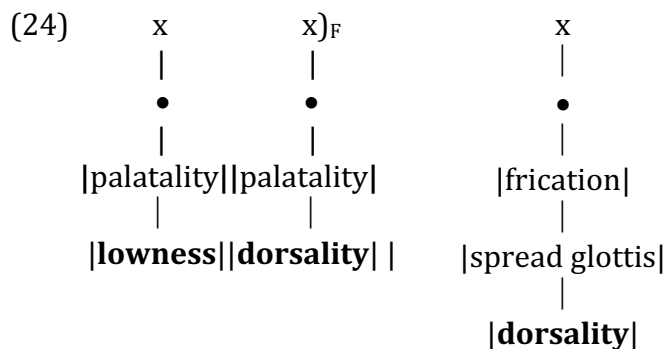 (24) x x)F x
• • •
|palatality||palatality| |frication|
|lowness||dorsality| | |spread glottis|
|dorsality|